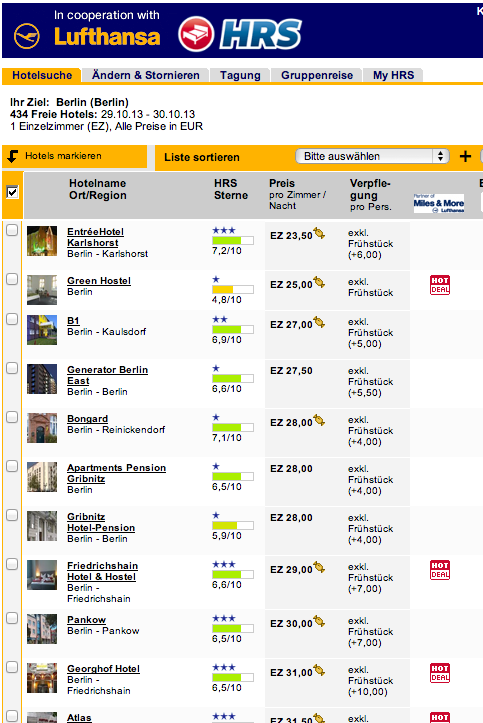 In cooperation with
K
Lufthansa
HRS
Hotelsuche
Ändern & Stornieren
Tagung
Gruppenreise
My HRS
Ihr Ziel: Berlin (Berlin)
434 Freie Hotels: 29.10.13 - 30.10.13
1 Einzelzimmer (EZ), Alle Preise in EUR
Hotels markieren
Liste sortieren
Bitte auswählen
+
Hotelname
Ort/Region
HRS
Sterne
Preis
pro Zimmer /
Nacht
Verpfle-
gung
pro Pers.
Partner of
Miles & More
Lufthansa
EntréeHotel
Karlshorst
Berlin - Karlshorst
7,2/10
EZ 23,50
exkl.
Frühstück
(+6,00)
Green Hostel
Berlin
4,8/10
EZ 25,00
exkl.
Frühstück
HOT
DEAL
B1
Berlin - Kaulsdorf
6,9/10
EZ 27,00
exkl.
Frühstück
(+5,00)
Generator Berlin
East
Berlin - Berlin
6,6/10
EZ 27,50
exkl.
Frühstück
(+5,50)
Bongard
Berlin - Reinickendorf
7,1/10
EZ 28,00
exkl.
Frühstück
(+4,00)
Apartments Pension
Gribnitz
Berlin
6,5/10
EZ 28,00
exkl.
Frühstück
(+4,00)
Gribnitz
Hotel-Pension
Berlin - Berlin
5,9/10
EZ 28,00
exkl.
Frühstück
(+4,00)
Friedrichshain
Hotel & Hostel
Berlin -
Friedrichshain
6,6/10
EZ 29,00
exkl.
Frühstück
(+7,00)
HOT
DEAL
Pankow
Berlin - Pankow
6,5/10
EZ 30,00
exkl.
Frühstück
(+7,00)
Georghof Hotel
Berlin -
Friedrichshain
6,5/10
EZ 31,00
exkl.
Frühstück
(+10,00)
HOT
DEAL
Atlas
EZ 31,50
exkl.
HOT